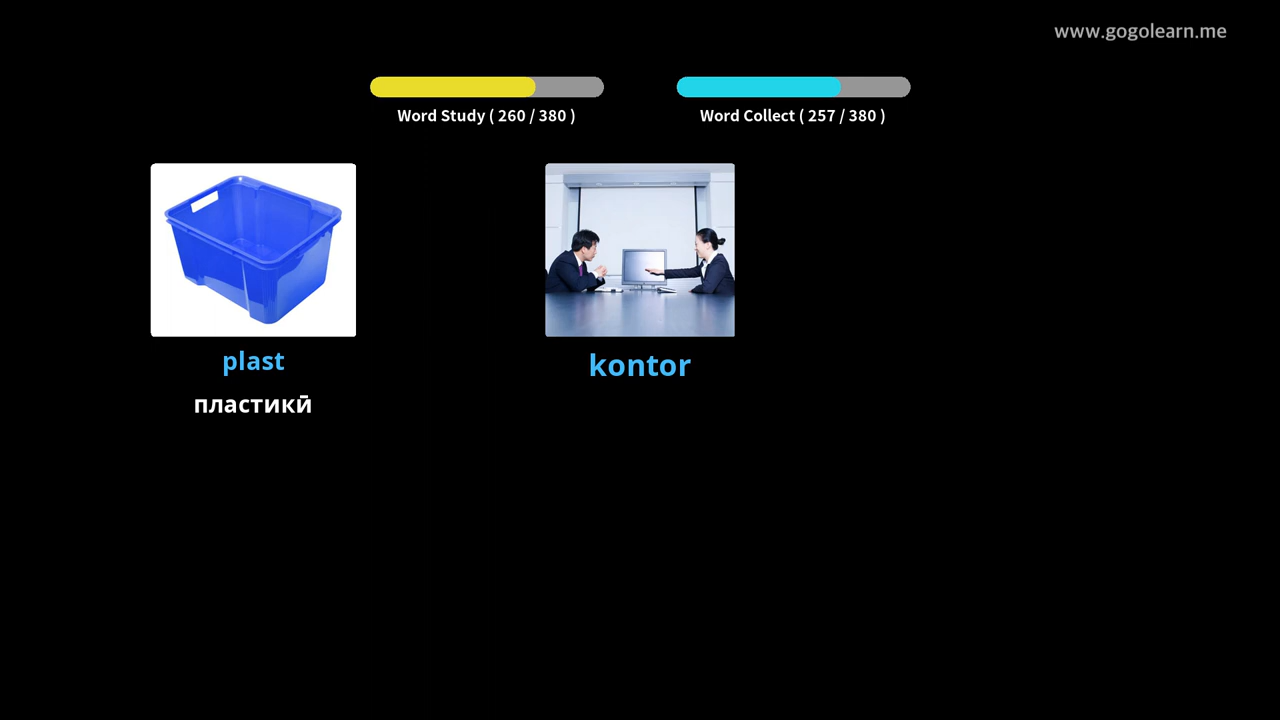 www.gogolearn.me
Word Study ( 260 / 380 )
Word Collect ( 257 / 380 )
plast
пластикӣ
kontor